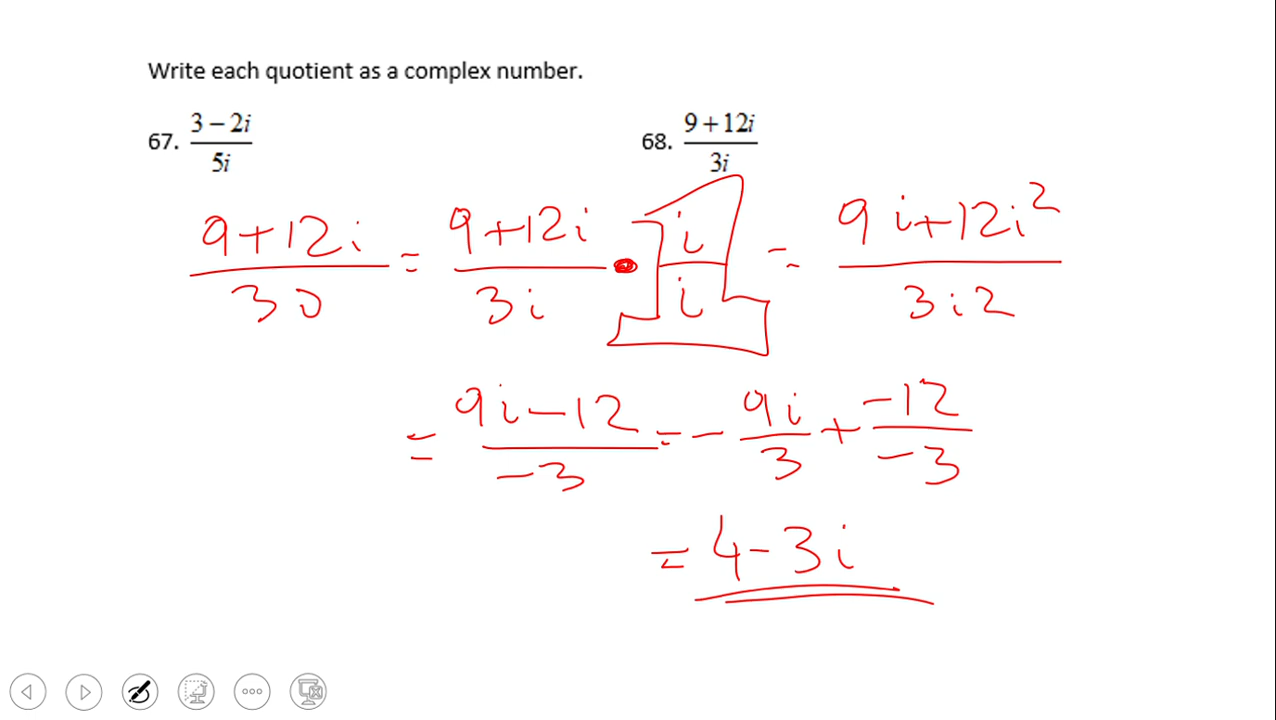 Write each quotient as a complex number.
67. (3 − 2i)/(5i)
68. (9 + 12i)/(3i)
(9+12i)/(30) = (9+12i)/(3i) • (i)/(i) = (9i+12i²)/(3i2)
= (9i−12)/(−3) = −(9i)/(3) + (−12)/(−3)
= 4−3i